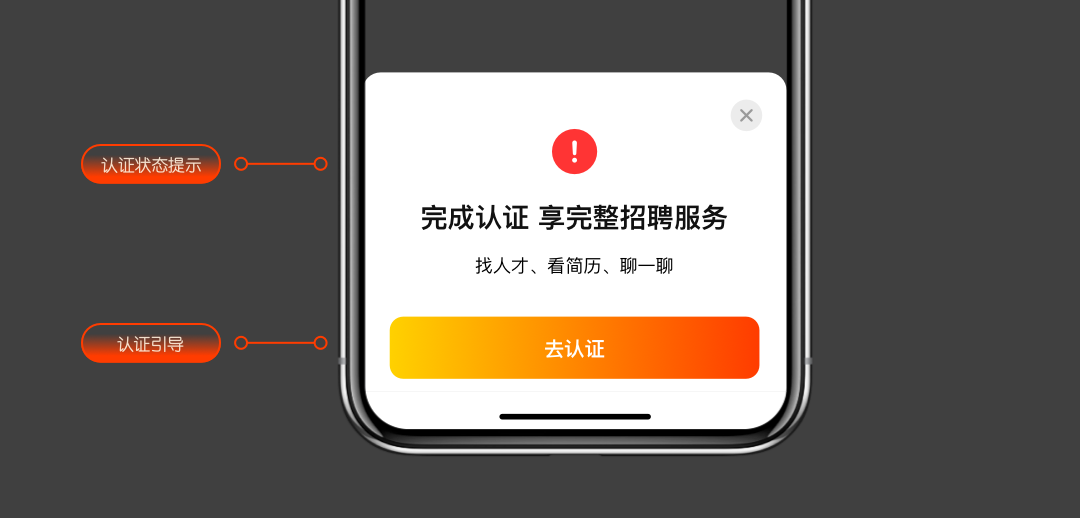 认证状态提示
完成认证 享完整招聘服务
找人才、看简历、聊一聊
认证引导
去认证